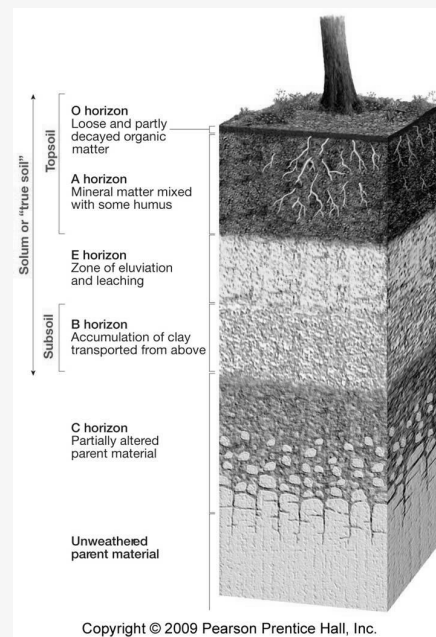 O horizon
Loose and partly
decayed organic
matter
A horizon
Mineral matter mixed
with some humus
E horizon
Zone of eluviation
and leaching
B horizon
Accumulation of clay
transported from above
C horizon
Partially altered
parent material
Unweathered
parent material
Topsoil
Subsoil
Solum or "true soil"
Copyright © 2009 Pearson Prentice Hall, Inc.